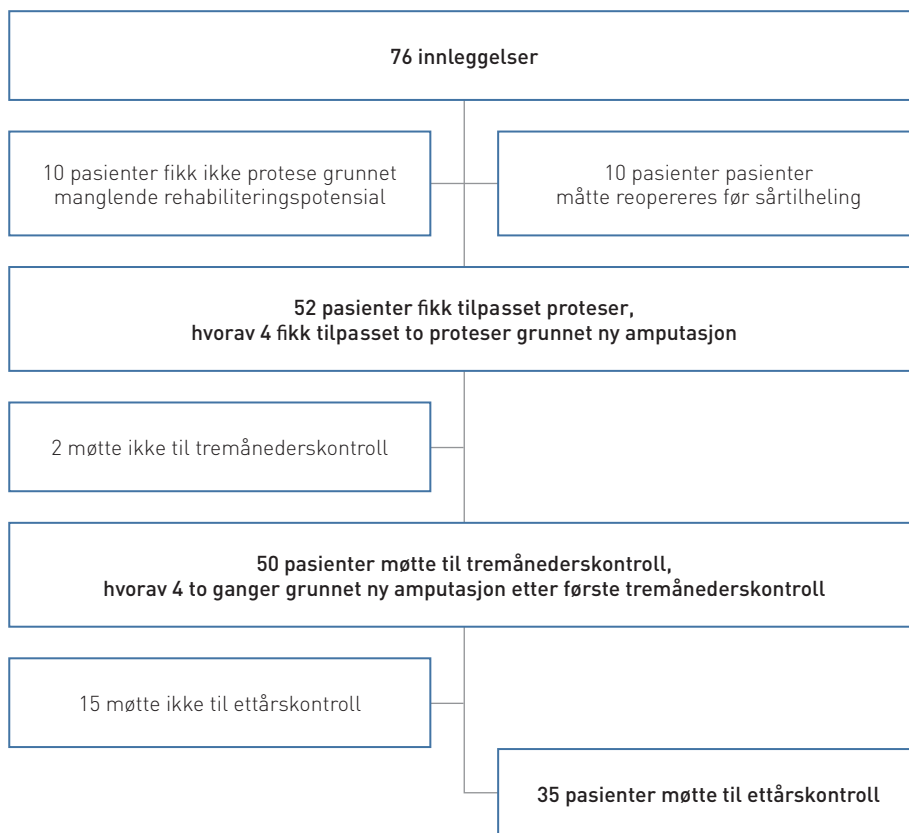 76 innleggelser
10 pasienter fikk ikke protese grunnet
manglende rehabiliteringspotensial
10 pasienter pasienter
måtte reopereres før sårtilheling
52 pasienter fikk tilpasset proteser,
hvorav 4 fikk tilpasset to proteser grunnet ny amputasjon
2 møtte ikke til tremånederskontroll
50 pasienter møtte til tremånederskontroll,
hvorav 4 to ganger grunnet ny amputasjon etter første tremånederskontroll
15 møtte ikke til ettårskontroll
35 pasienter møtte til ettårskontroll